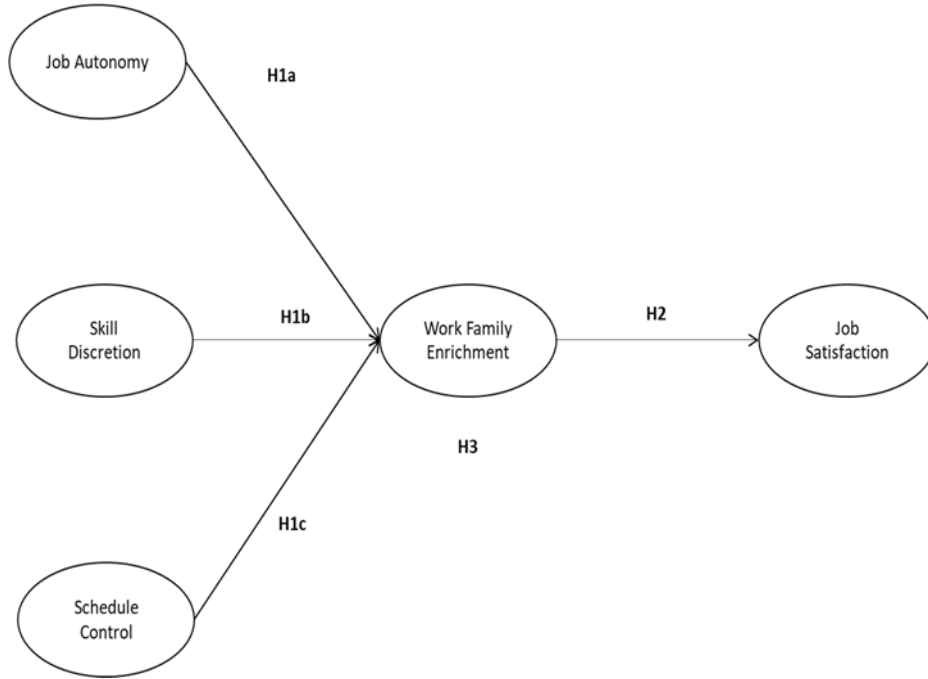 Job Autonomy
H1a
Skill
Discretion
H1b
Work Family
Enrichment
H2
Job
Satisfaction
H3
H1c
Schedule
Control